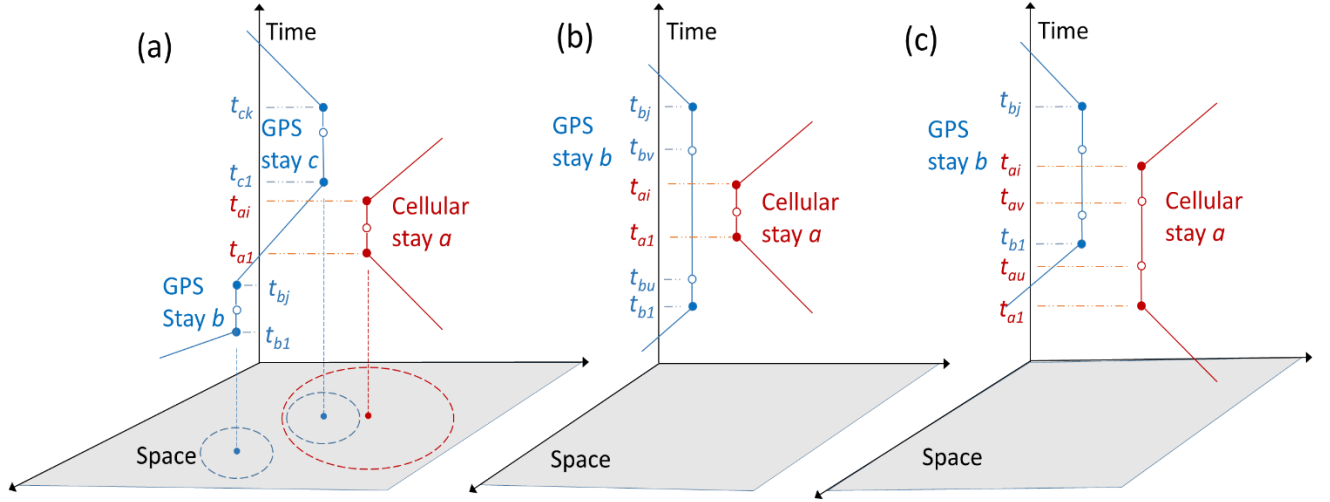 (a)
Time
t_ck
GPS
stay c
t_c1
t_ai
Cellular
stay a
t_a1
GPS
Stay b
t_bj
t_b1
Space
(b)
Time
t_bj
GPS
stay b
t_bv
t_ai
Cellular
stay a
t_a1
t_bu
t_b1
Space
(c)
Time
t_bj
GPS
stay b
t_ai
t_av
Cellular
stay a
t_b1
t_au
t_a1
Space